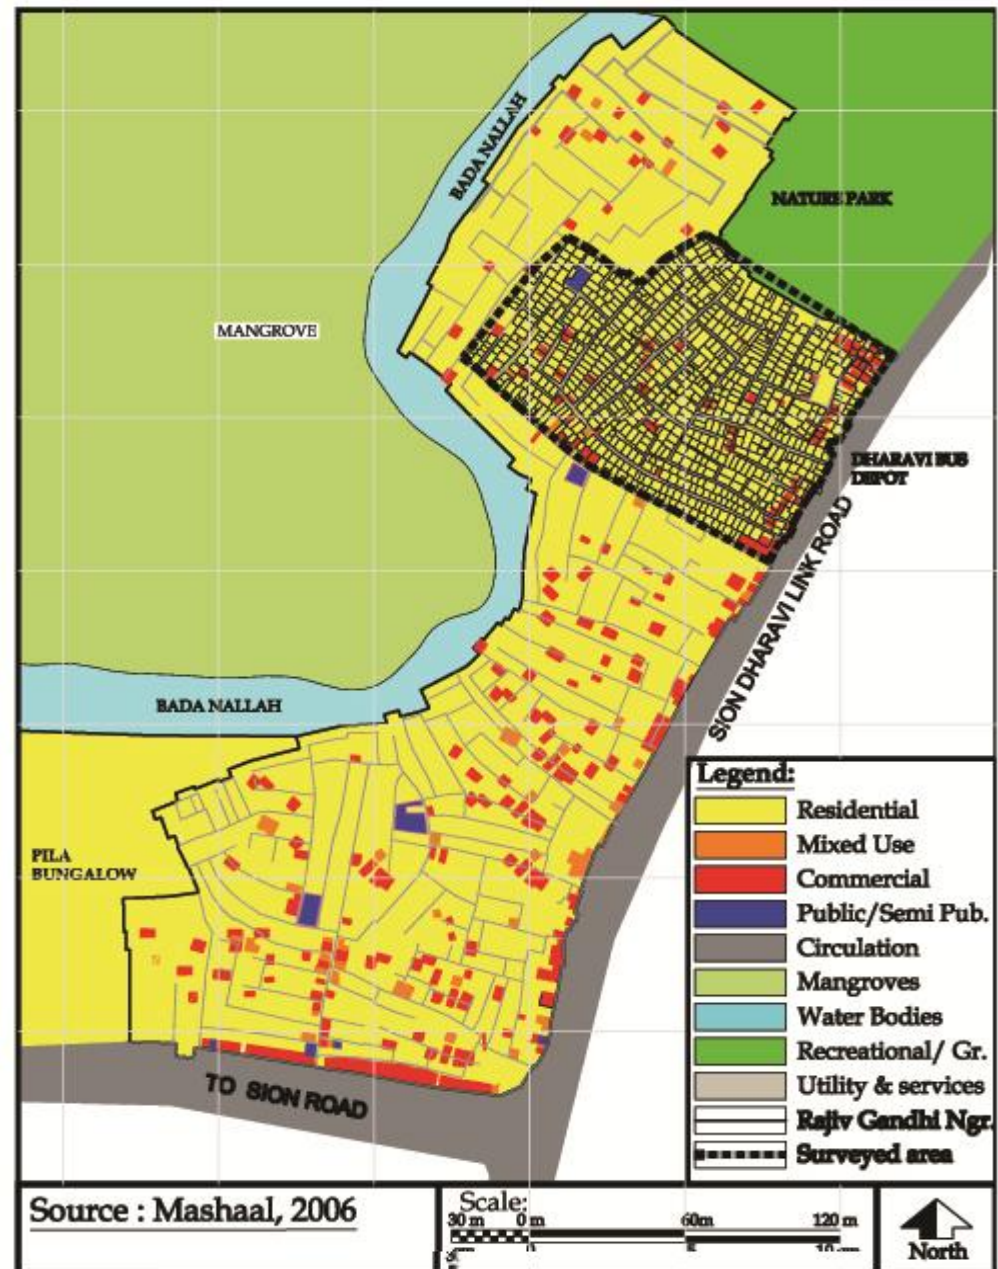 BADA NALLAH
NATURE PARK
MANGROVE
DHARAVI BUS
DEPOT
SION DHARAVI LINK ROAD
BADA NALLAH
PILA
BUNGALOW
TO SION ROAD
Legend:
Residential
Mixed Use
Commercial
Public/Semi Pub.
Circulation
Mangroves
Water Bodies
Recreational/ Gr.
Utility & services
Rajiv Gandhi Ngr.
Surveyed area
Source : Mashaal, 2006
Scale:
30 m 0 m 60m 120 m
North